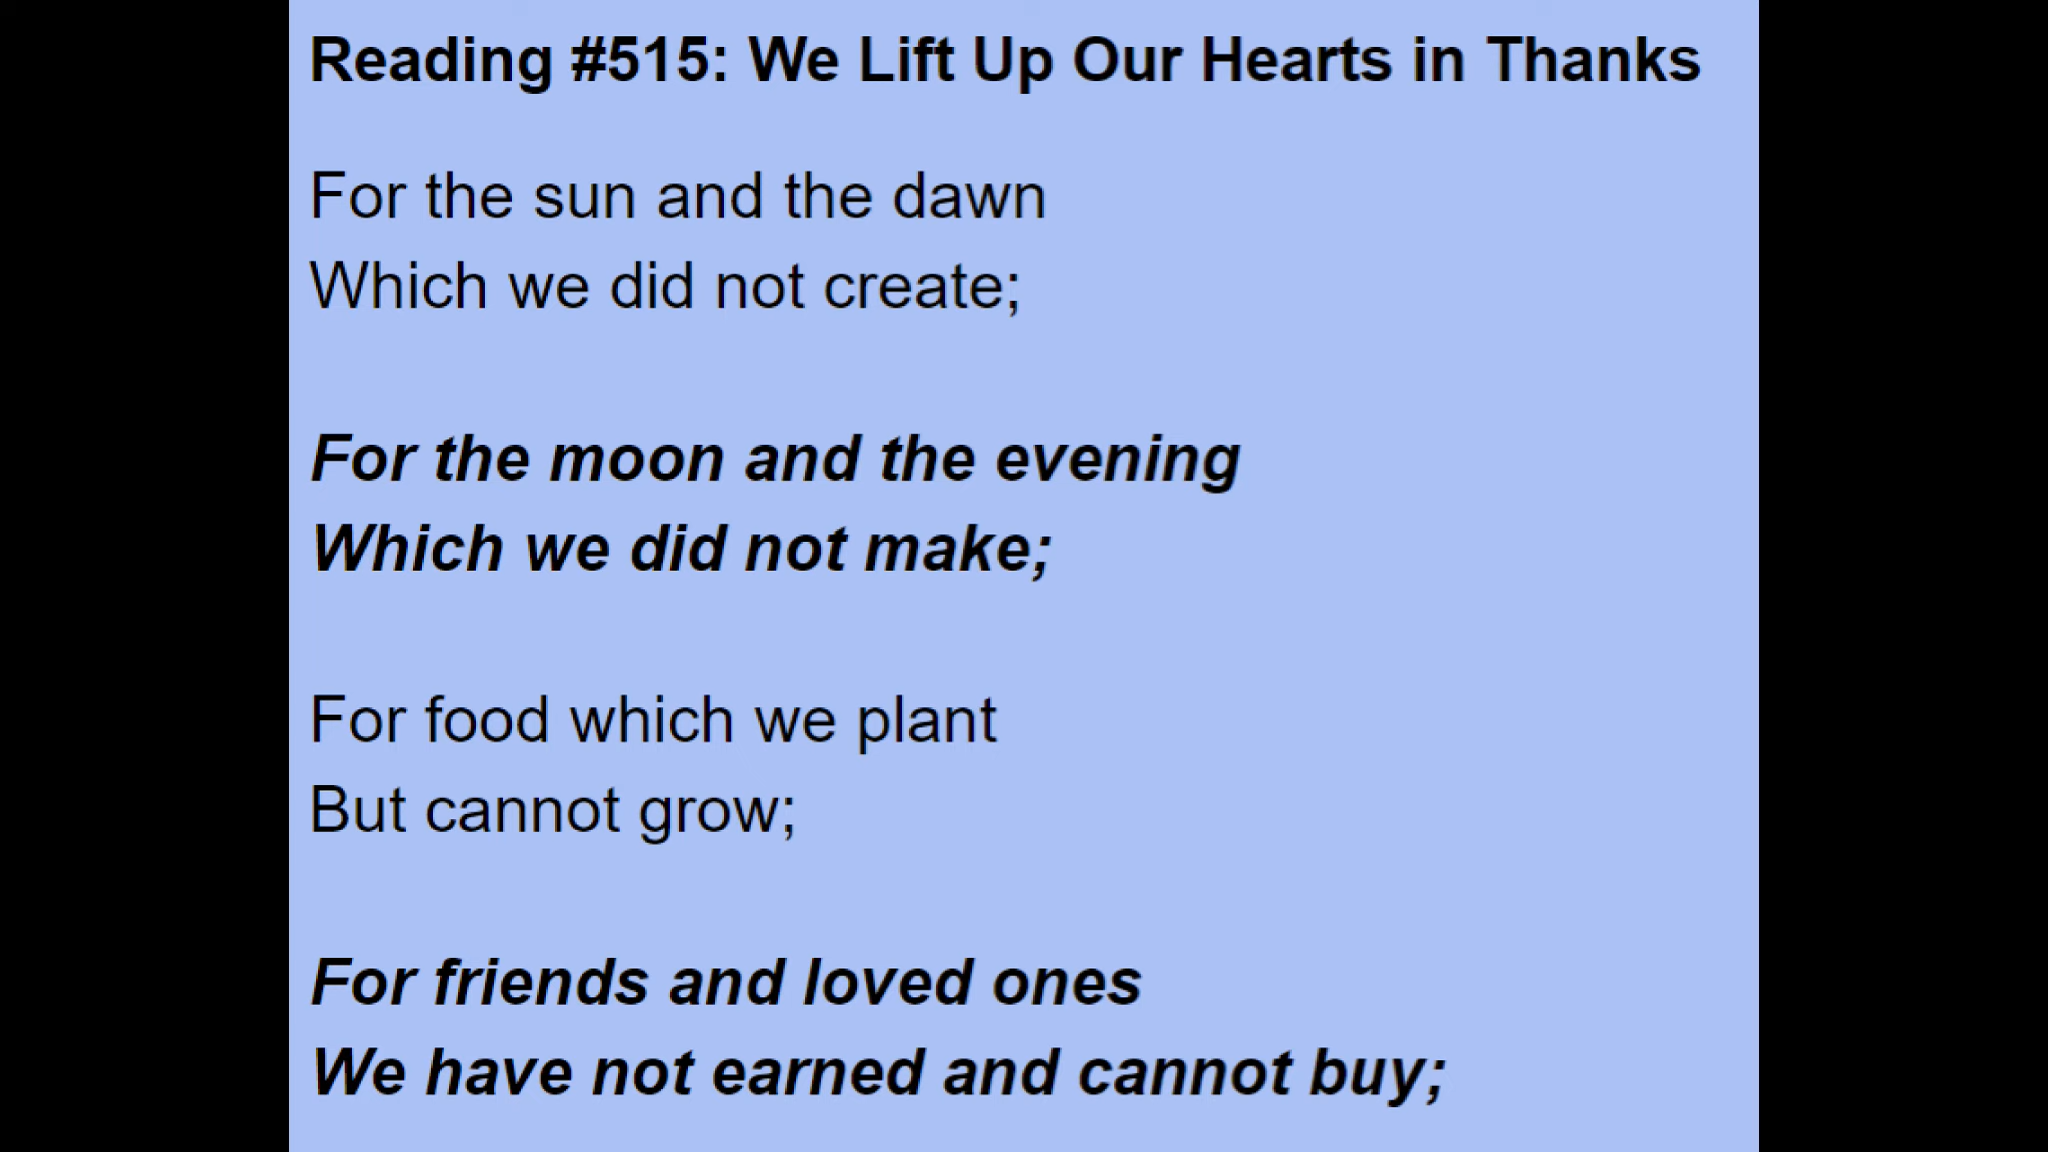 Reading #515: We Lift Up Our Hearts in Thanks
For the sun and the dawn
Which we did not create;
For the moon and the evening
Which we did not make;
For food which we plant
But cannot grow;
For friends and loved ones
We have not earned and cannot buy;